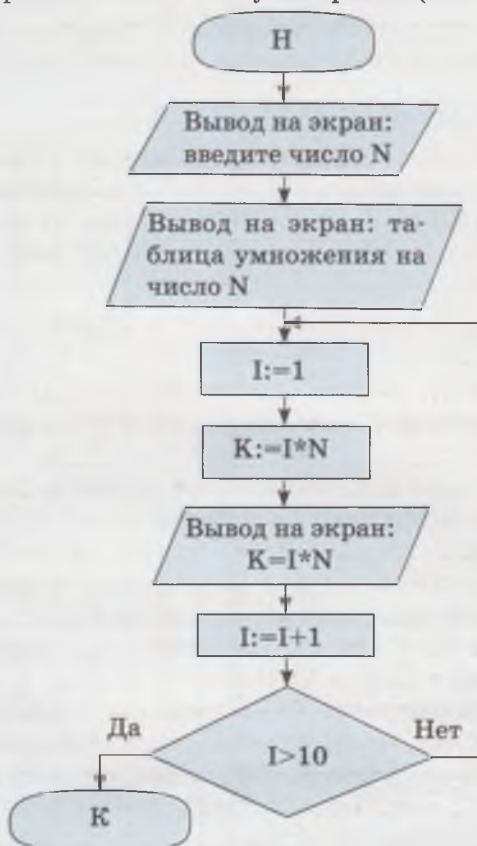 Н
Вывод на экран:
введите число N
Вывод на экран: та-
блица умножения на
число N
I:=1
K:=I*N
Вывод на экран:
K=I*N
I:=I+1
I>10
Да
Нет
К